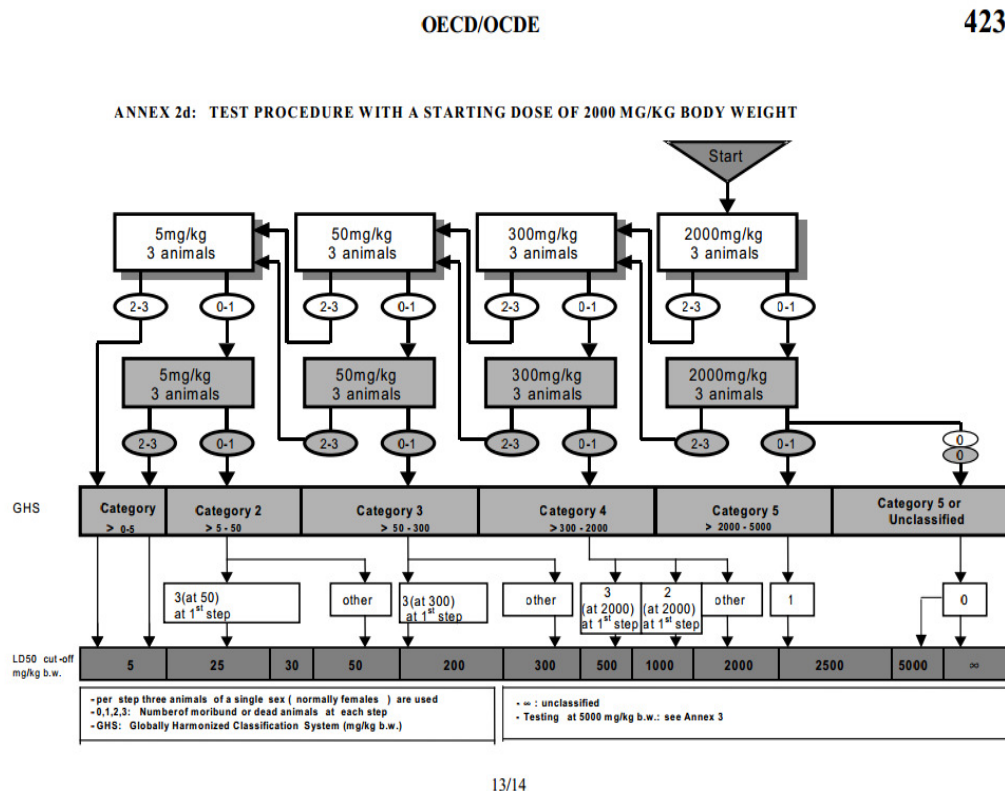 OECD/OCDE
423
ANNEX 2d: TEST PROCEDURE WITH A STARTING DOSE OF 2000 MG/KG BODY WEIGHT
Start
5mg/kg
3 animals
50mg/kg
3 animals
300mg/kg
3 animals
2000mg/kg
3 animals
2-3
0-1
2-3
0-1
2-3
0-1
2-3
0-1
5mg/kg
3 animals
50mg/kg
3 animals
300mg/kg
3 animals
2000mg/kg
3 animals
2-3
0-1
2-3
0-1
2-3
0-1
2-3
0-1
0
0
GHS
Category
> 0-5
Category 2
> 5 - 50
Category 3
> 50 - 300
Category 4
> 300 - 2000
Category 5
> 2000 - 5000
Category 5 or
Unclassified
3(at 50)
at 1st step
other
3(at 300)
at 1st step
other
3
(at 2000)
at 1st step
2
(at 2000)
at 1st step
other
1
0
LD50 cut-off
mg/kg b.w.
5
25
30
50
200
300
500
1000
2000
2500
5000
∞
- per step three animals of a single sex ( normally females ) are used
- 0,1,2,3: Numberof moribund or dead animals at each step
- GHS: Globally Harmonized Classification System (mg/kg b.w.)
- ∞ : unclassified
- Testing at 5000 mg/kg b.w.: see Annex 3
13/14